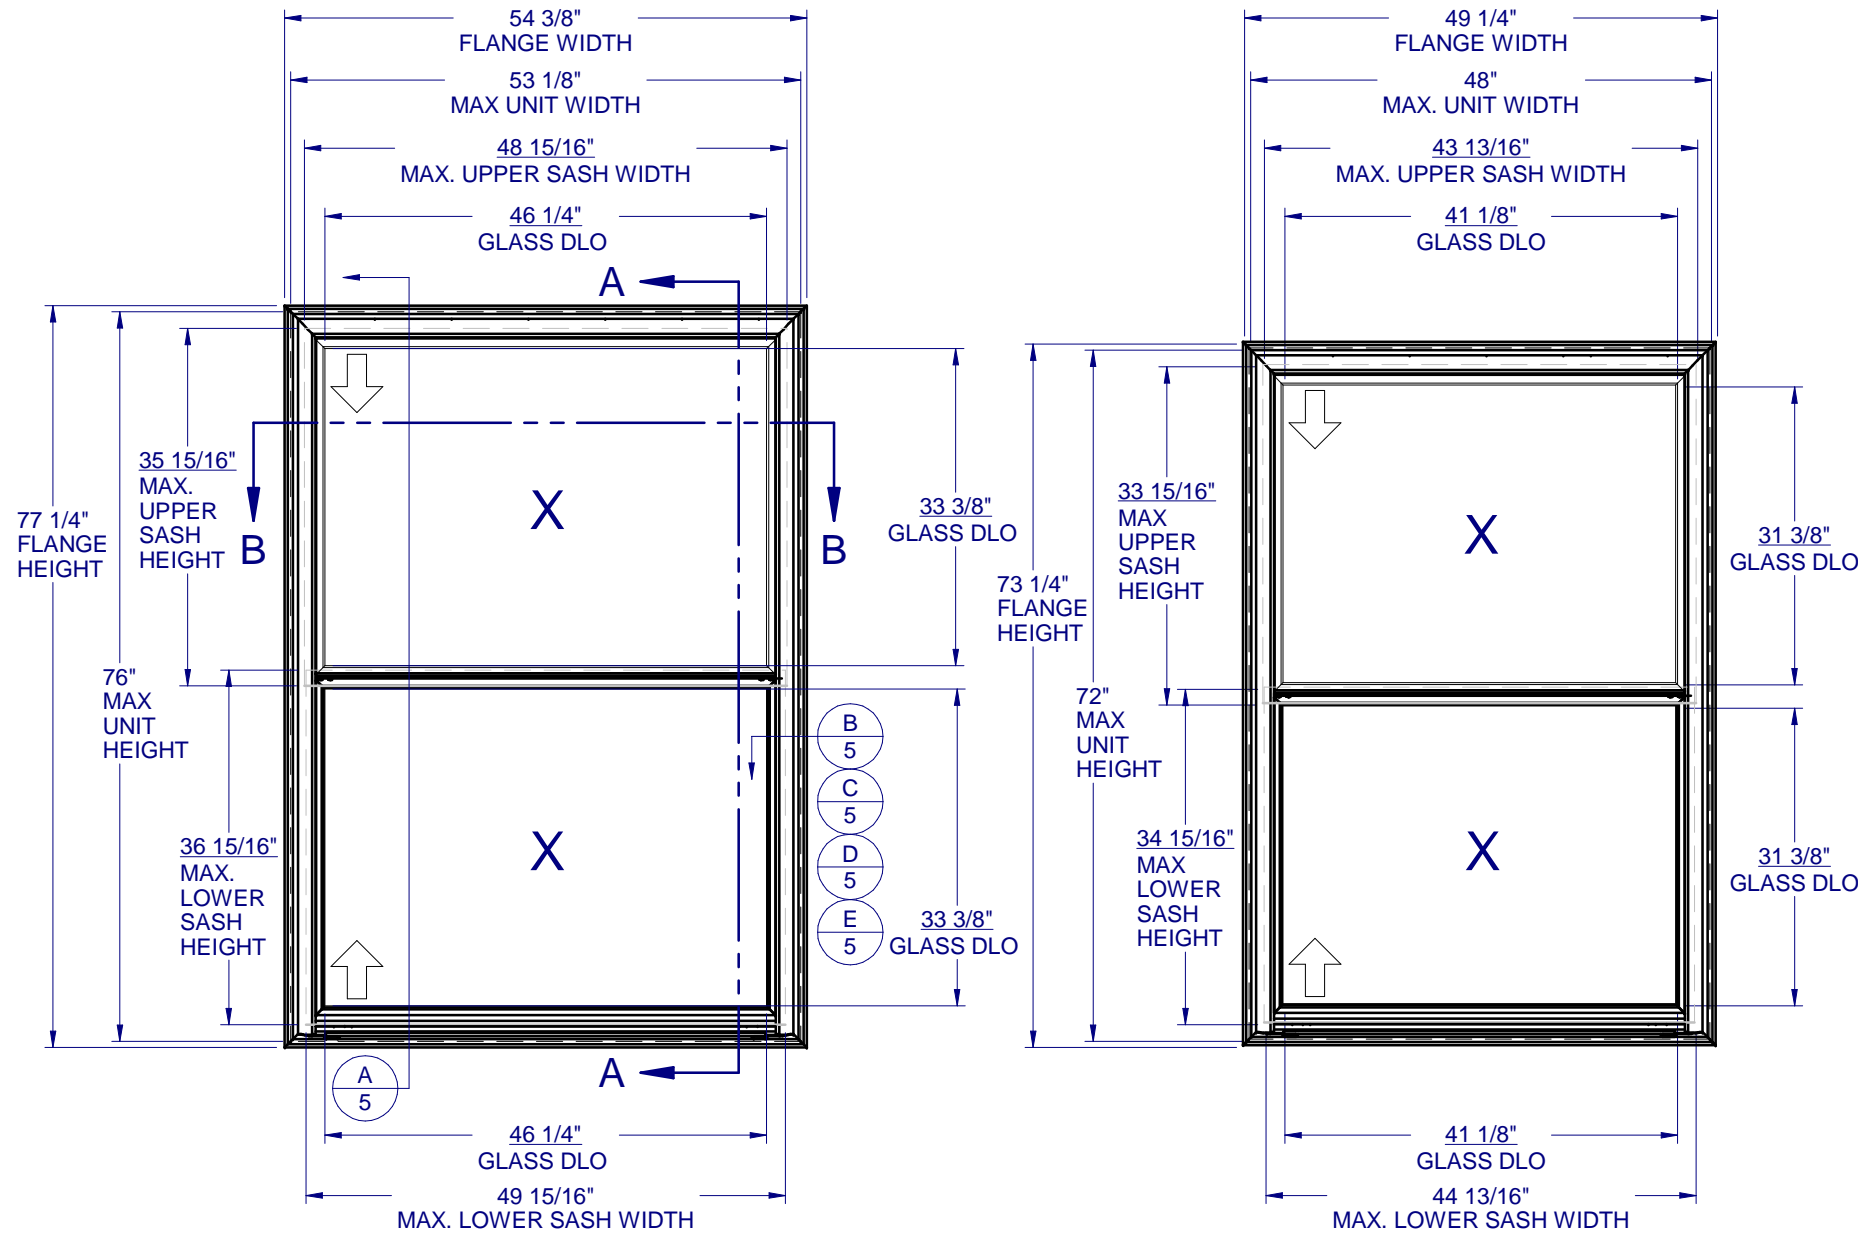 54 3/8"
FLANGE WIDTH
53 1/8"
MAX UNIT WIDTH
48 15/16"
MAX. UPPER SASH WIDTH
46 1/4"
GLASS DLO
A
B
B
X
35 15/16"
MAX.
UPPER
SASH
HEIGHT
77 1/4"
FLANGE
HEIGHT
33 3/8"
GLASS DLO
76"
MAX
UNIT
HEIGHT
36 15/16"
MAX.
LOWER
SASH
HEIGHT
X
B
5
C
5
D
5
E
5
33 3/8"
GLASS DLO
A
A
5
46 1/4"
GLASS DLO
49 15/16"
MAX. LOWER SASH WIDTH
49 1/4"
FLANGE WIDTH
48"
MAX. UNIT WIDTH
43 13/16"
MAX. UPPER SASH WIDTH
41 1/8"
GLASS DLO
33 15/16"
MAX
UPPER
SASH
HEIGHT
X
31 3/8"
GLASS DLO
73 1/4"
FLANGE
HEIGHT
72"
MAX
UNIT
HEIGHT
34 15/16"
MAX
LOWER
SASH
HEIGHT
X
31 3/8"
GLASS DLO
41 1/8"
GLASS DLO
44 13/16"
MAX. LOWER SASH WIDTH